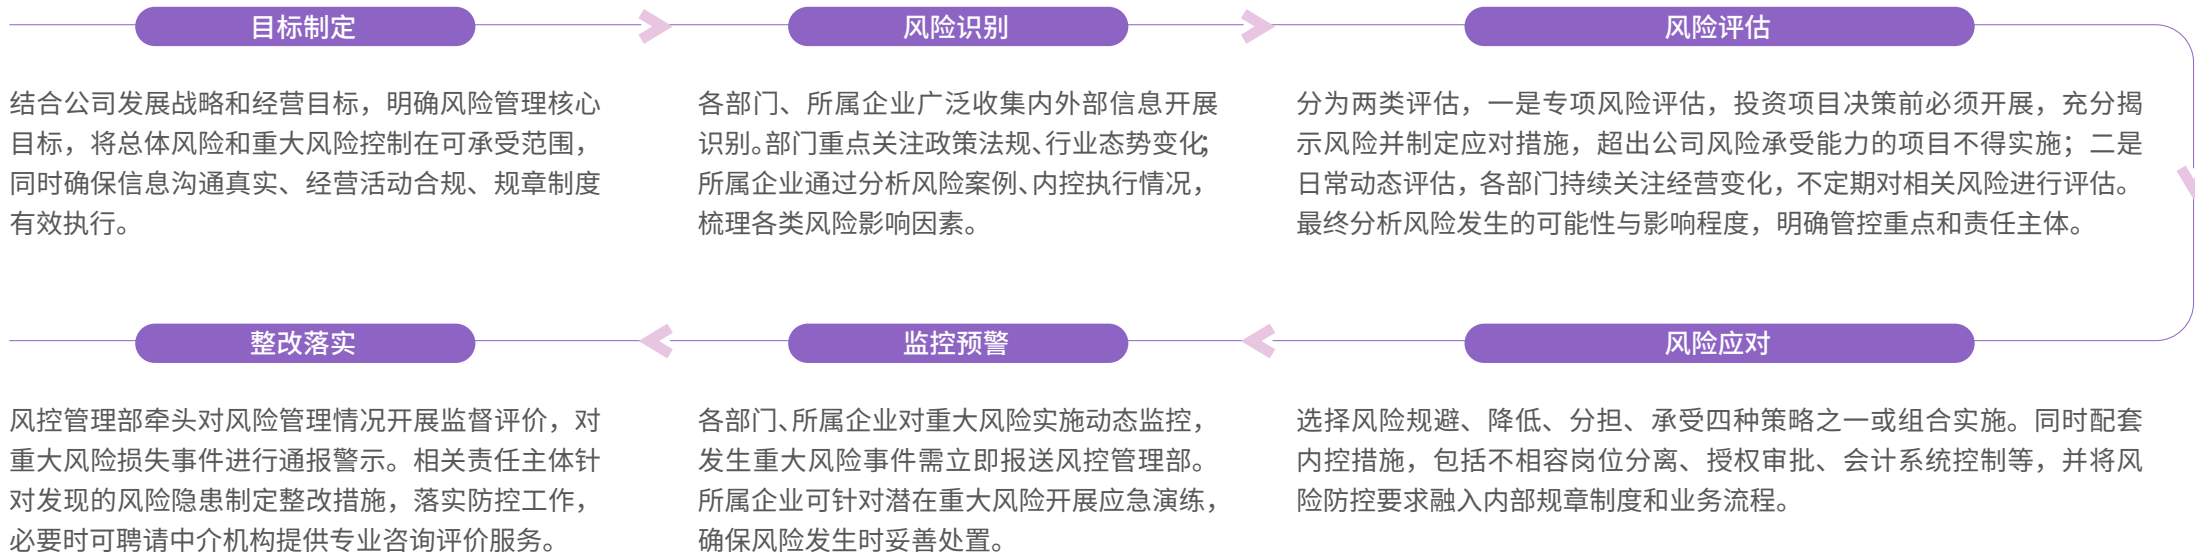 目标制定
结合公司发展战略和经营目标，明确风险管理核心
目标，将总体风险和重大风险控制在可承受范围，
同时确保信息沟通真实、经营活动合规、规章制度
有效执行。
风险识别
各部门、所属企业广泛收集内外部信息开展
识别。部门重点关注政策法规、行业态势变化；
所属企业通过分析风险案例、内控执行情况，
梳理各类风险影响因素。
风险评估
分为两类评估，一是专项风险评估，投资项目决策前必须开展，充分揭
示风险并制定应对措施，超出公司风险承受能力的项目不得实施；二是
日常动态评估，各部门持续关注经营变化，不定期对相关风险进行评估。
最终分析风险发生的可能性与影响程度，明确管控重点和责任主体。
风险应对
选择风险规避、降低、分担、承受四种策略之一或组合实施。同时配套
内控措施，包括不相容岗位分离、授权审批、会计系统控制等，并将风
险防控要求融入内部规章制度和业务流程。
监控预警
各部门、所属企业对重大风险实施动态监控，
发生重大风险事件需立即报送风控管理部。
所属企业可针对潜在重大风险开展应急演练，
确保风险发生时妥善处置。
整改落实
风控管理部牵头对风险管理情况开展监督评价，对
重大风险损失事件进行通报警示。相关责任主体针
对发现的风险隐患制定整改措施，落实防控工作，
必要时可聘请中介机构提供专业咨询评价服务。